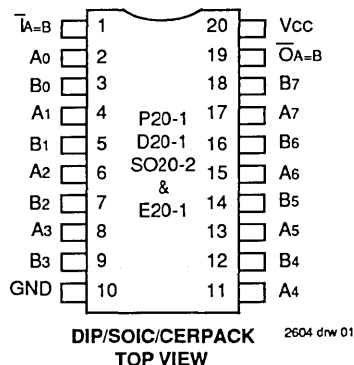 ĪA=B 1 20 VCC
A0 2 19 ŌA=B
B0 3 18 B7
A1 4 17 A7
B1 5 16 B6
A2 6 15 A6
B2 7 14 B5
A3 8 13 A5
B3 9 12 B4
GND 10 11 A4
P20-1
D20-1
SO20-2
&
E20-1
DIP/SOIC/CERPACK
TOP VIEW
2604 drw 01